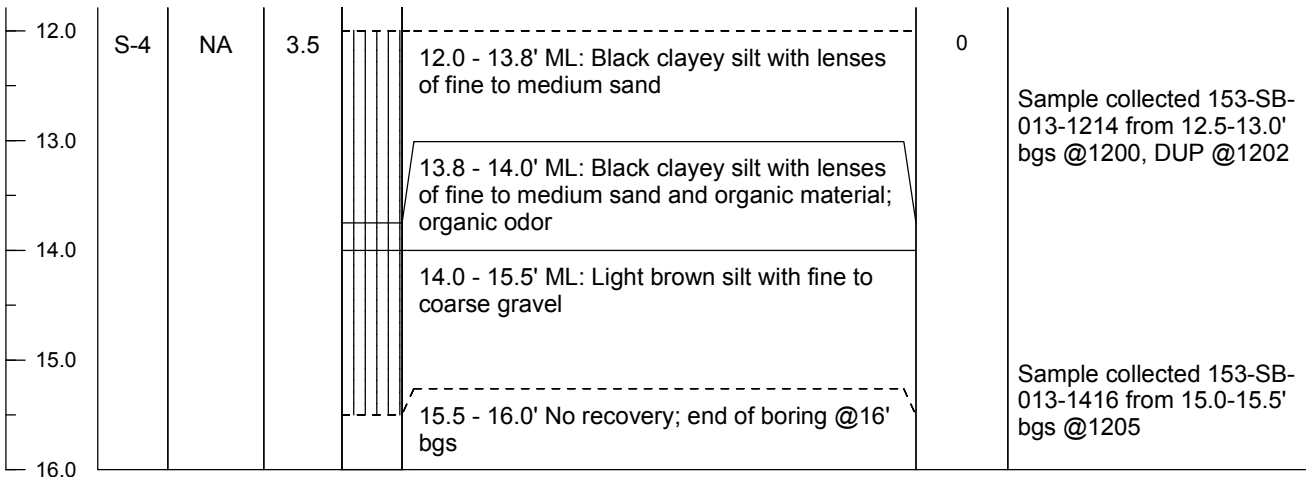 12.0
S-4
NA
3.5
12.0 - 13.8' ML: Black clayey silt with lenses
of fine to medium sand
0
Sample collected 153-SB-
013-1214 from 12.5-13.0'
bgs @1200, DUP @1202
13.0
13.8 - 14.0' ML: Black clayey silt with lenses
of fine to medium sand and organic material;
organic odor
14.0
14.0 - 15.5' ML: Light brown silt with fine to
coarse gravel
15.0
Sample collected 153-SB-
013-1416 from 15.0-15.5'
bgs @1205
15.5 - 16.0' No recovery; end of boring @16'
bgs
16.0